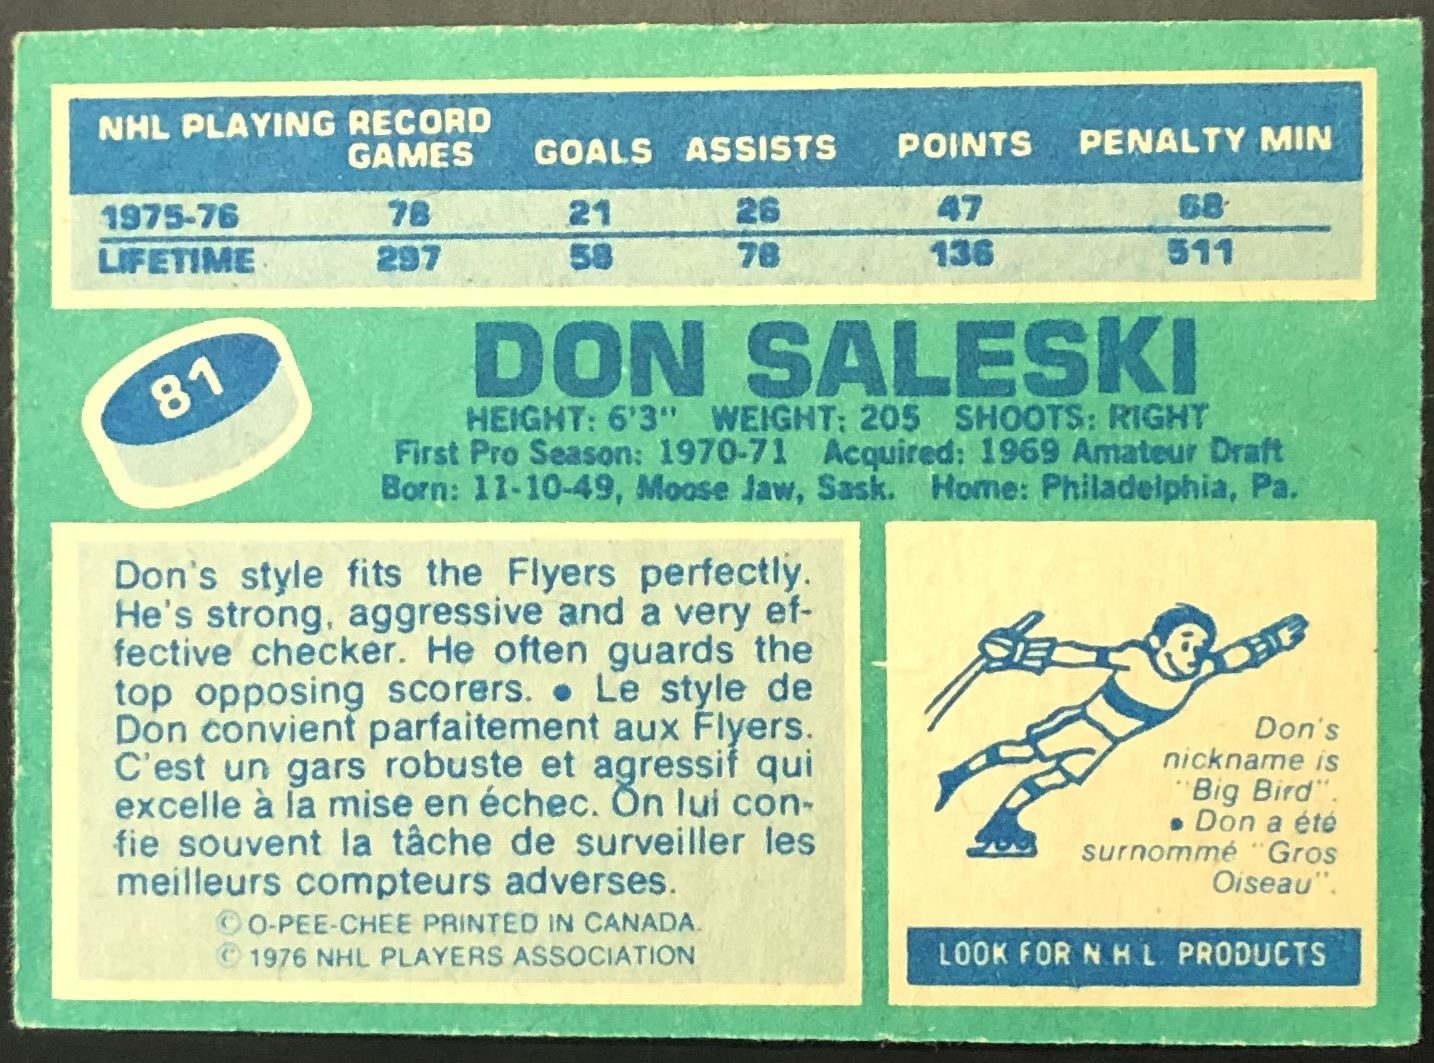 NHL PLAYING RECORD
GAMES GOALS ASSISTS POINTS PENALTY MIN
1975-76 78 21 26 47 68
LIFETIME 297 58 78 136 511
81
DON SALESKI
HEIGHT: 6'3" WEIGHT: 205 SHOOTS: RIGHT
First Pro Season: 1970-71 Acquired: 1969 Amateur Draft
Born: 11-10-49, Moose Jaw, Sask. Home: Philadelphia, Pa.
Don's style fits the Flyers perfectly.
He's strong, aggressive and a very ef-
fective checker. He often guards the
top opposing scorers. • Le style de
Don convient parfaitement aux Flyers.
C'est un gars robuste et agressif qui
excelle à la mise en échec. On lui con-
fie souvent la tâche de surveiller les
meilleurs compteurs adverses.
© O-PEE-CHEE PRINTED IN CANADA.
© 1976 NHL PLAYERS ASSOCIATION
Don's
nickname is
"Big Bird".
• Don a été
surnommé "Gros
Oiseau".
LOOK FOR N H L PRODUCTS